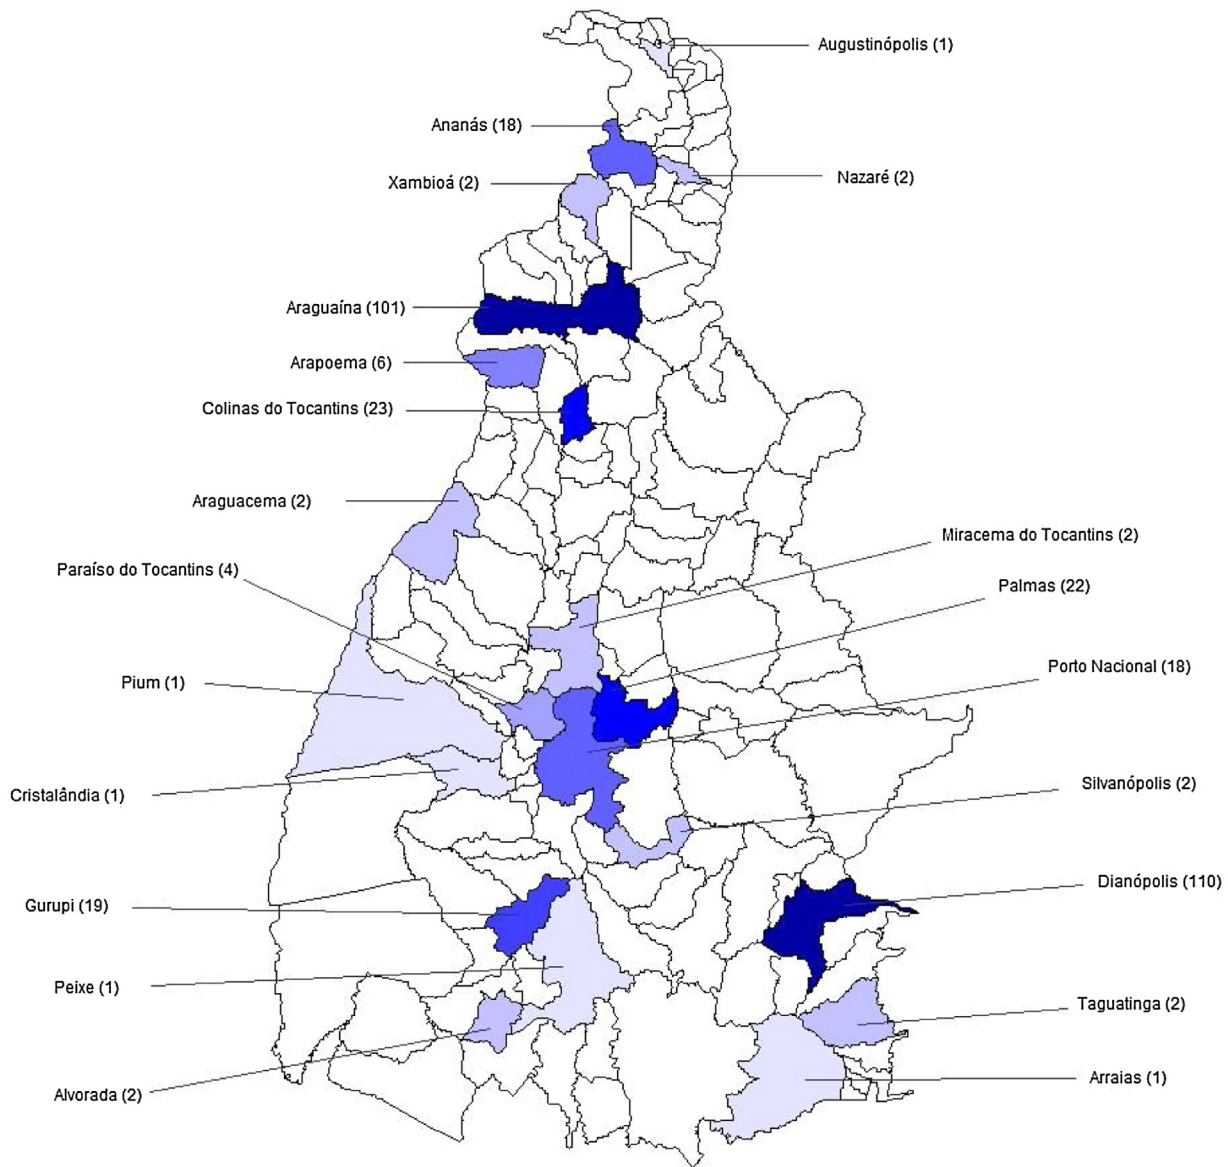 Augustinópolis (1)
Ananás (18)
Nazaré (2)
Xambioá (2)
Araguaína (101)
Arapoema (6)
Colinas do Tocantins (23)
Araguacema (2)
Miracema do Tocantins (2)
Paraíso do Tocantins (4)
Palmas (22)
Porto Nacional (18)
Pium (1)
Silvanópolis (2)
Cristalândia (1)
Dianópolis (110)
Gurupi (19)
Peixe (1)
Taguatinga (2)
Arraias (1)
Alvorada (2)